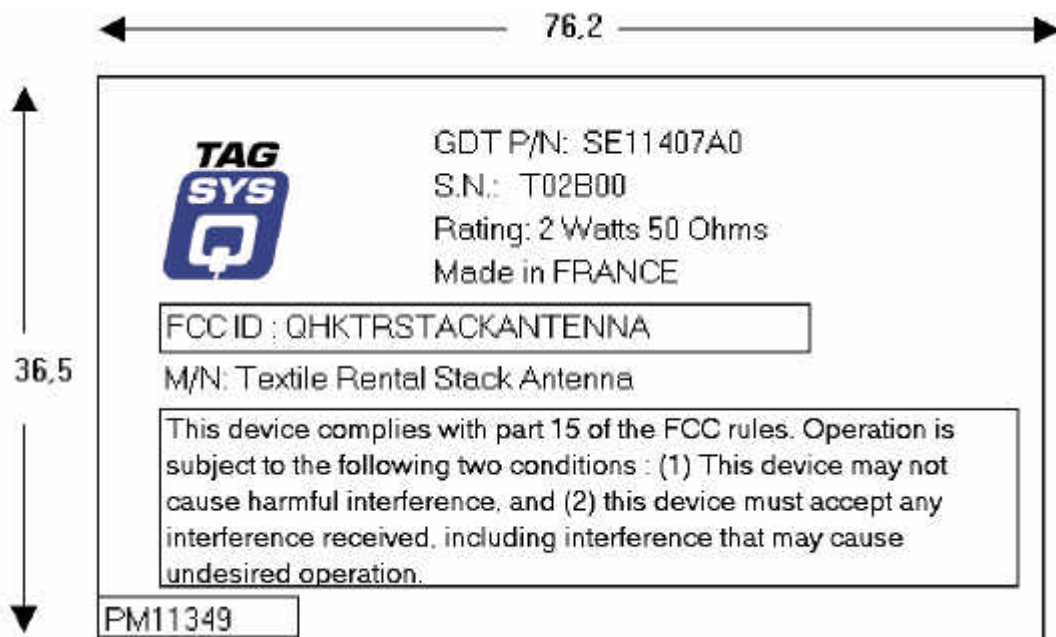 76,2
TAG
SYS
GDT P/N: SE11407A0
S.N.: T02B00
Rating: 2 Watts 50 Ohms
Made in FRANCE
FCC ID : QHKTRSTACKANTENNA
36,5
M/N: Textile Rental Stack Antenna
This device complies with part 15 of the FCC rules. Operation is
subject to the following two conditions : (1) This device may not
cause harmful interference, and (2) this device must accept any
interference received, including interference that may cause
undesired operation.
PM11349